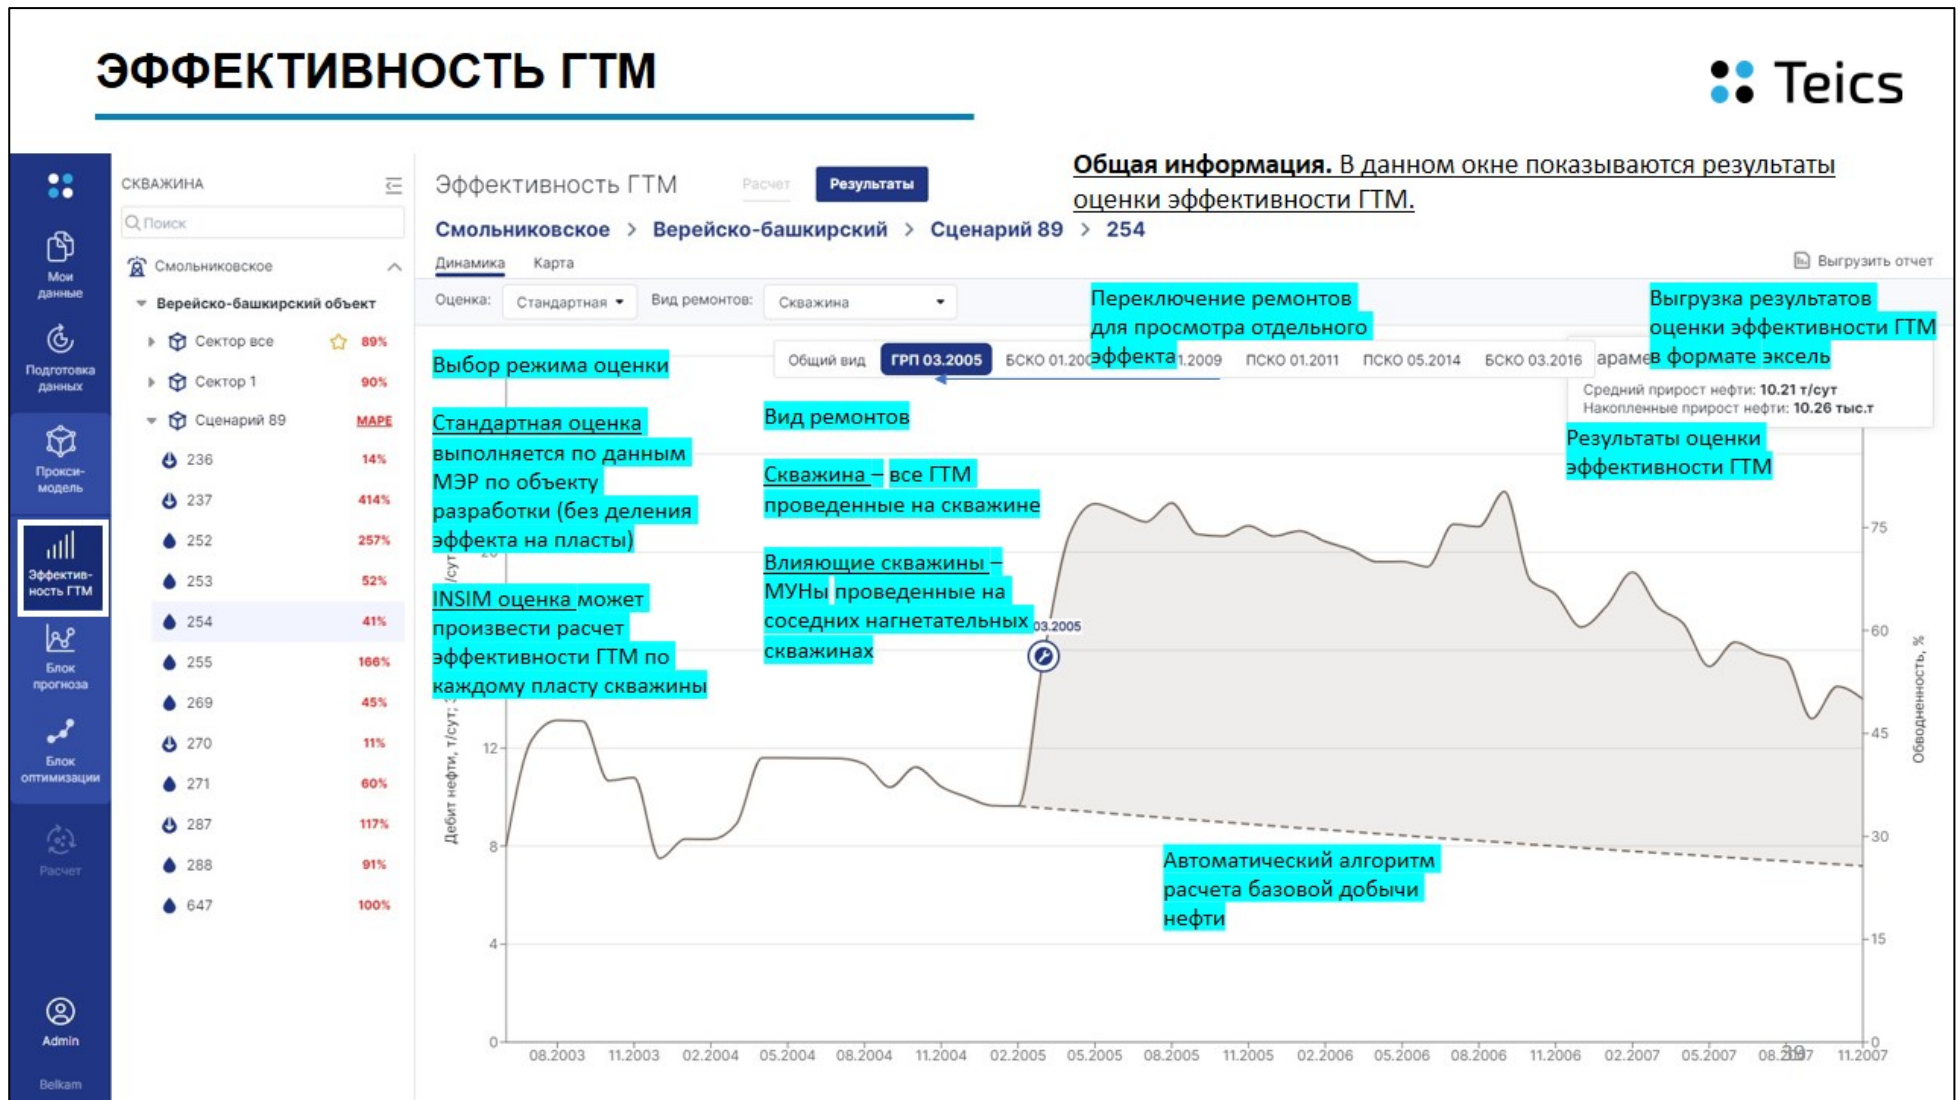 ЭФФЕКТИВНОСТЬ ГТМ
Teics
Общая информация. В данном окне показываются результаты
оценки эффективности ГТМ.
Мои
данные
Подготовка
данных
Прокси-
модель
Эффектив-
ность ГТМ
Блок
прогноза
Блок
оптимизации
Расчет
Admin
Belkam
СКВАЖИНА
Поиск
Смольниковское
Верейско-башкирский объект
Сектор все 89%
Сектор 1 90%
Сценарий 89 MAPE
236 14%
237 414%
252 257%
253 52%
254 41%
255 166%
269 45%
270 11%
271 60%
287 117%
288 91%
647 100%
Эффективность ГТМ Расчет Результаты
Смольниковское > Верейско-башкирский > Сценарий 89 > 254
Динамика Карта
Выгрузить отчет
Оценка: Стандартная Вид ремонтов: Скважина
Переключение ремонтов
для просмотра отдельного
эффекта
Выгрузка результатов
оценки эффективности ГТМ
в формате эксель
Общий вид ГРП 03.2005 БСКО 01.200 1.2009 ПСКО 01.2011 ПСКО 05.2014 БСКО 03.2016
араме
Средний прирост нефти: 10.21 т/сут
Накопленные прирост нефти: 10.26 тыс.т
Результаты оценки
эффективности ГТМ
Выбор режима оценки
Стандартная оценка
выполняется по данным
МЭР по объекту
разработки (без деления
эффекта на пласты)
INSIM оценка может
произвести расчет
эффективности ГТМ по
каждому пласту скважины
Вид ремонтов
Скважина – все ГТМ
проведенные на скважине
Влияющие скважины –
МУНы проведенные на
соседних нагнетательных
скважинах
03.2005
Автоматический алгоритм
расчета базовой добычи
нефти
Дебит нефти, т/сут;
/сут
20
12
8
4
0
75
60
45
30
15
0
Обводненность, %
08.2003 11.2003 02.2004 05.2004 08.2004 11.2004 02.2005 05.2005 08.2005 11.2005 02.2006 05.2006 08.2006 11.2006 02.2007 05.2007 08.2007 11.2007
39